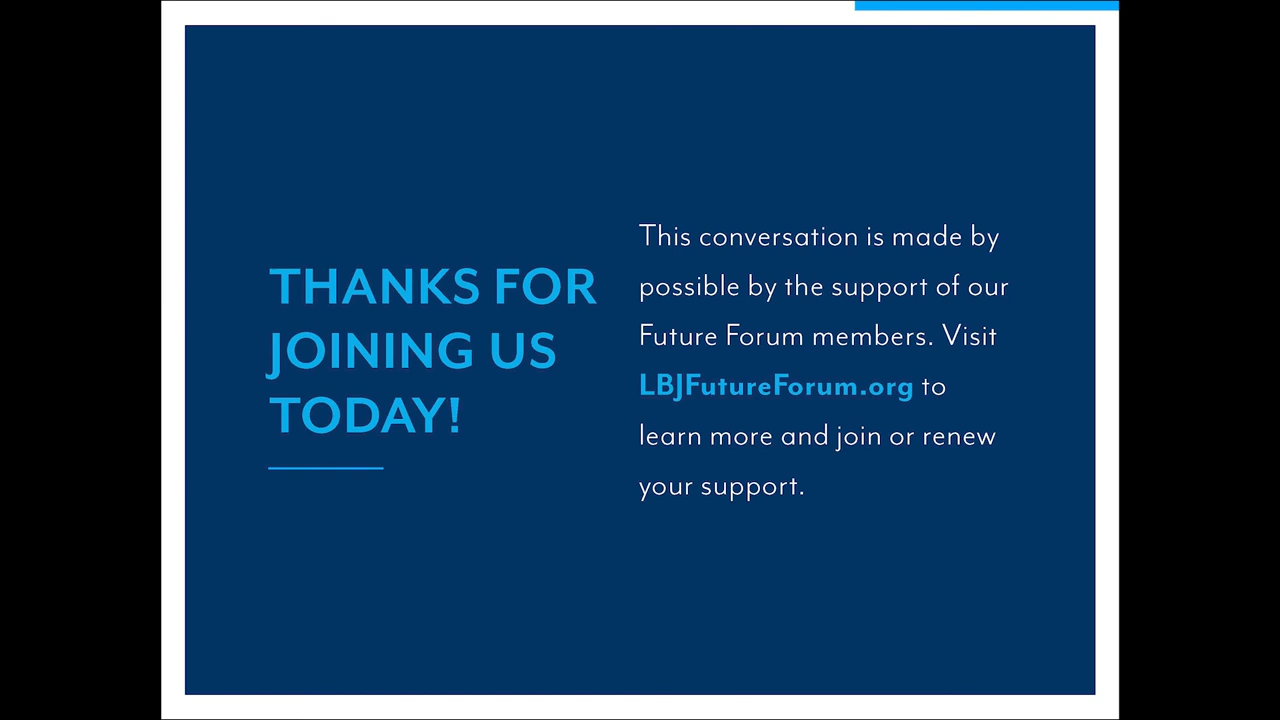 THANKS FOR
JOINING US
TODAY!
This conversation is made by
possible by the support of our
Future Forum members. Visit
LBJFutureForum.org to
learn more and join or renew
your support.